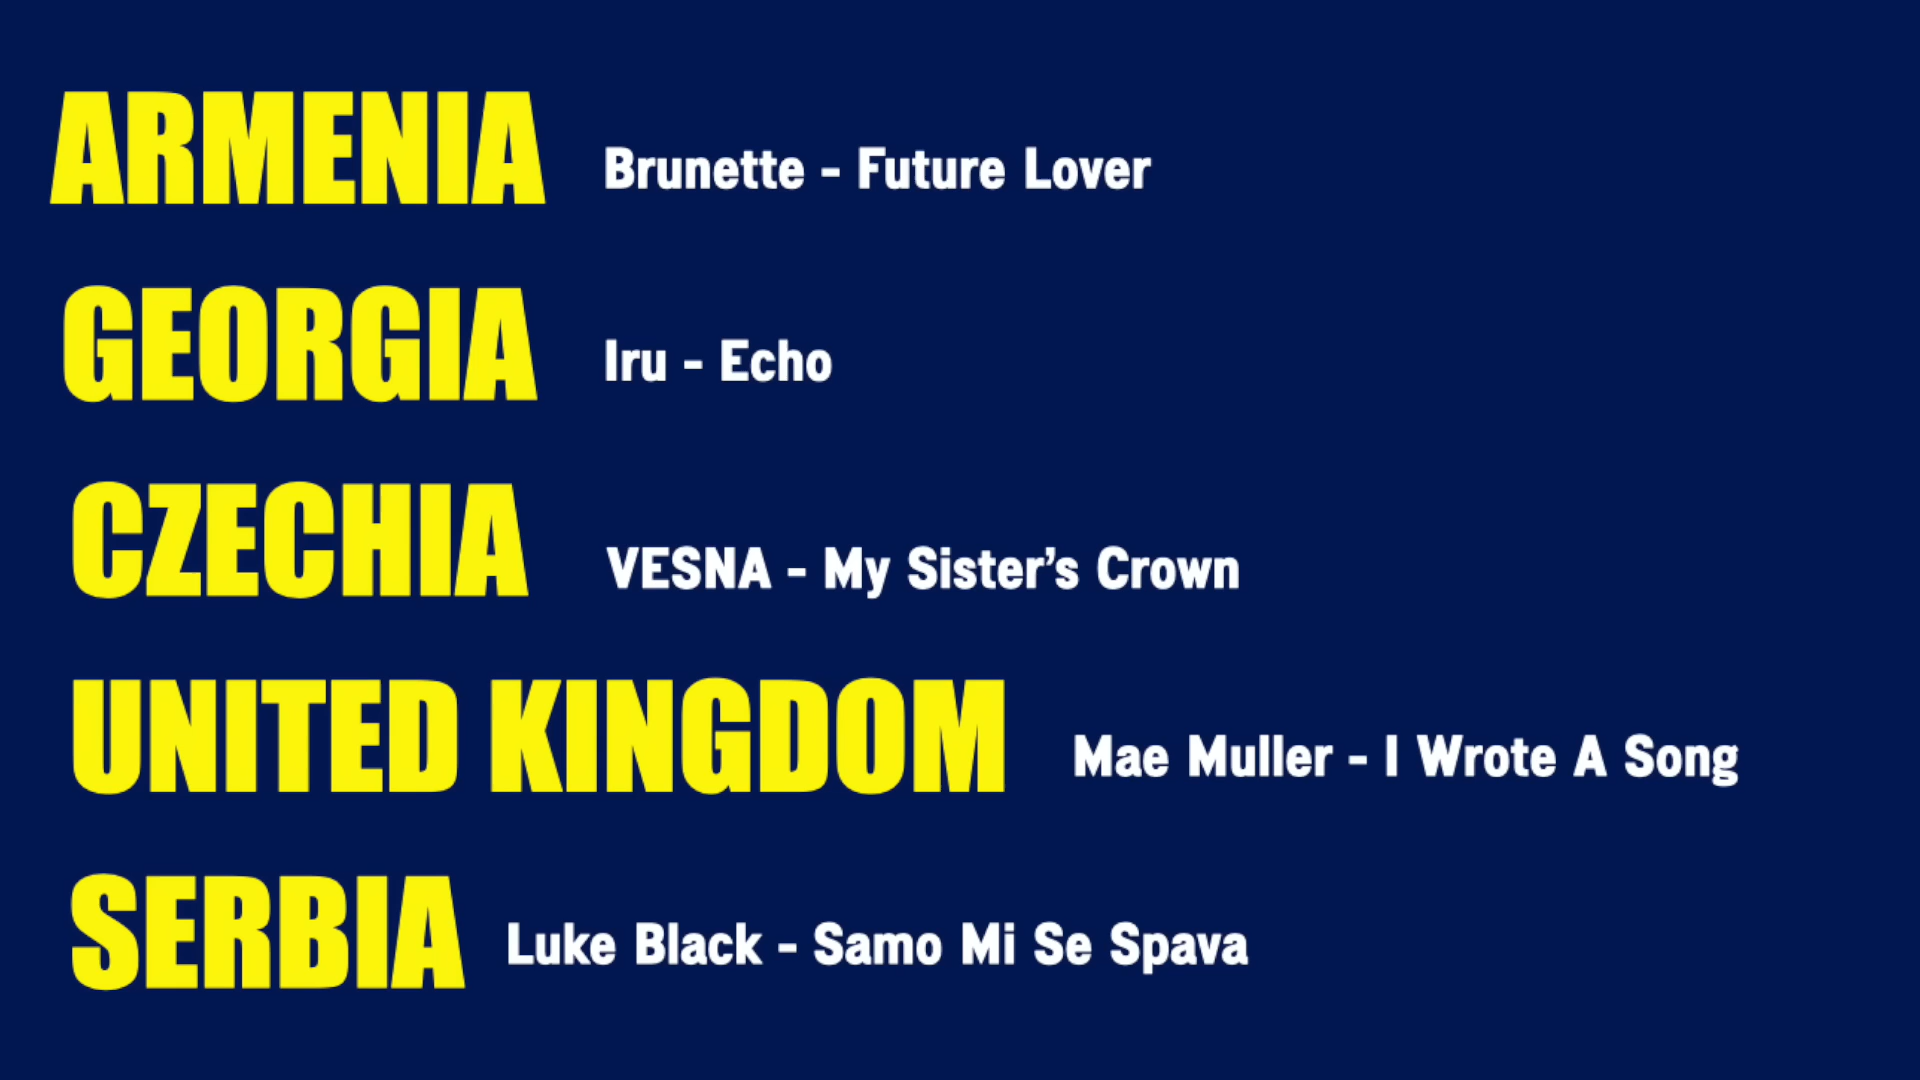 ARMENIA Brunette - Future Lover
GEORGIA Iru - Echo
CZECHIA VESNA - My Sister’s Crown
UNITED KINGDOM Mae Muller - I Wrote A Song
SERBIA Luke Black - Samo Mi Se Spava